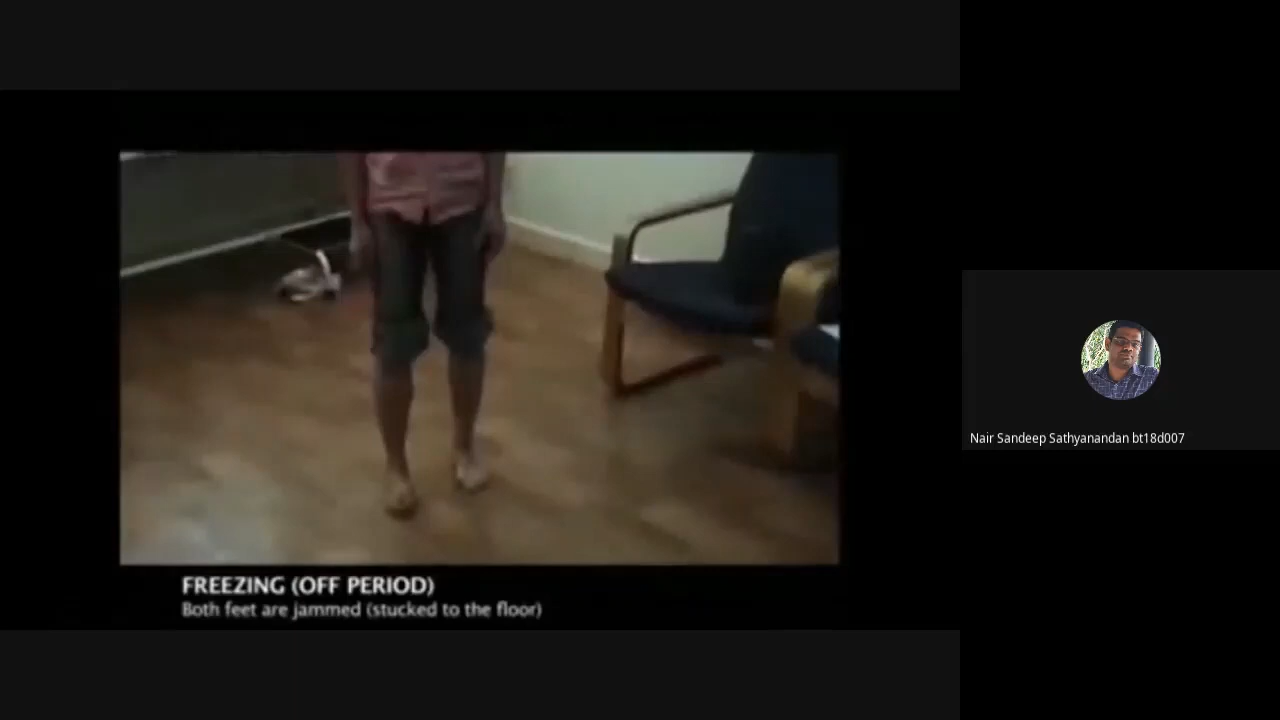 FREEZING (OFF PERIOD)
Both feet are jammed (stucked to the floor)
Nair Sandeep Sathyanandan bt18d007